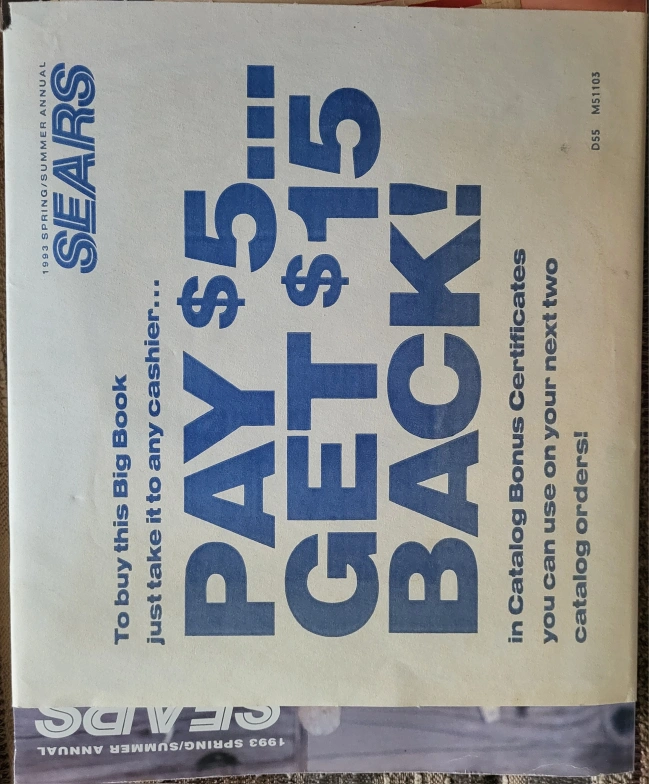 1993 SPRING/SUMMER ANNUAL
SEARS
To buy this Big Book
just take it to any cashier...
PAY $5...
GET $15
BACK!
in Catalog Bonus Certificates
you can use on your next two
catalog orders!
D55 M51103
1993 SPRING/SUMMER ANNUAL
SEARS